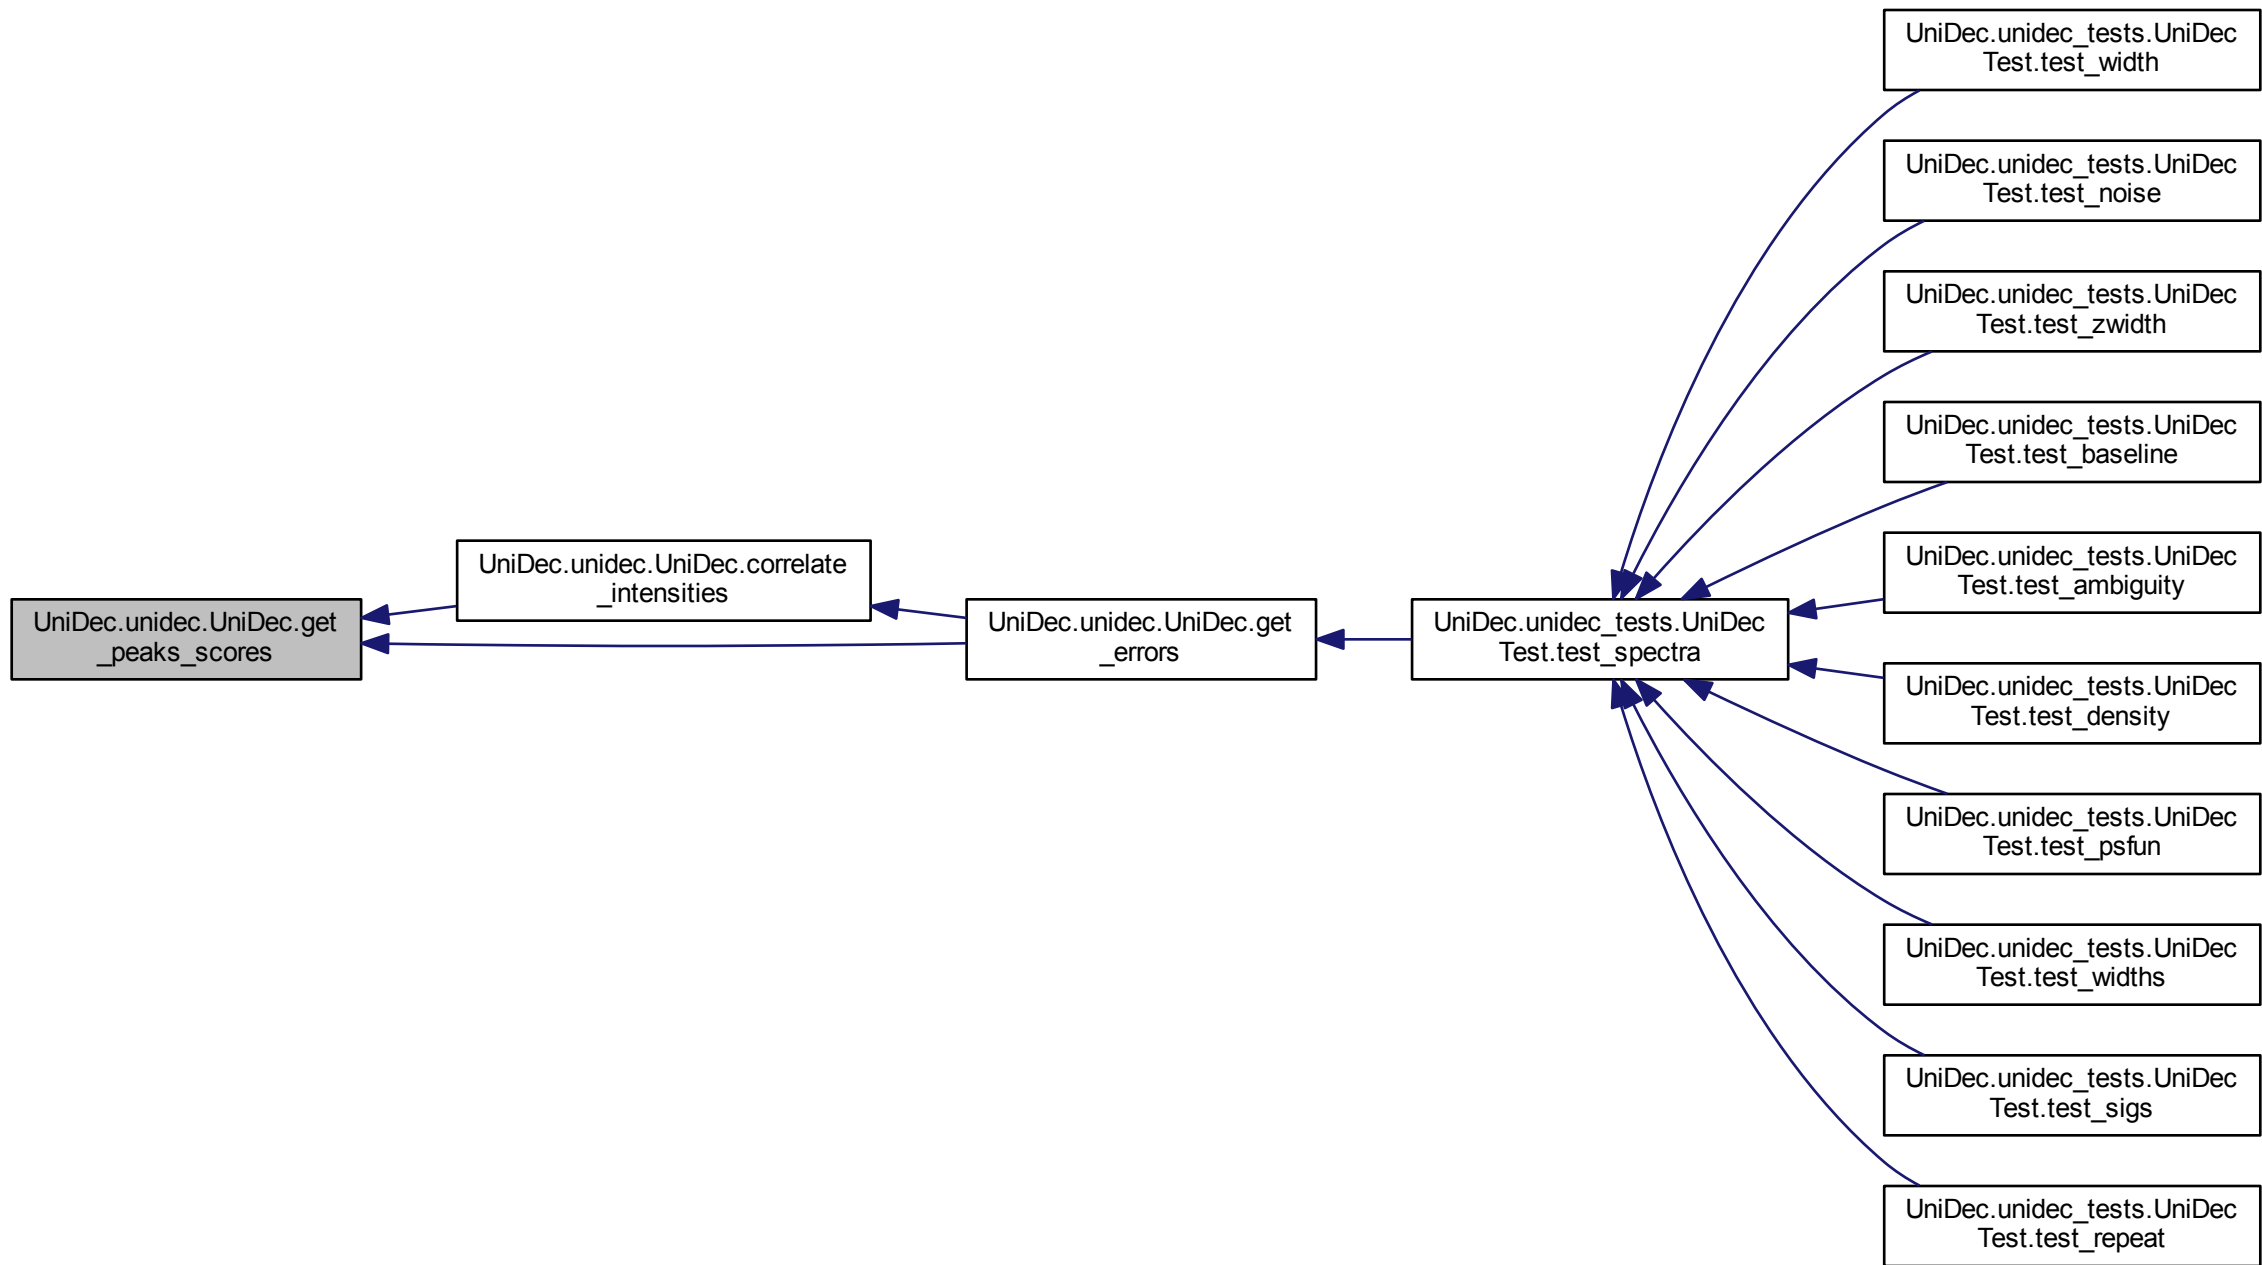 UniDec.unidec.UniDec.get
_peaks_scores
UniDec.unidec.UniDec.correlate
_intensities
UniDec.unidec.UniDec.get
_errors
UniDec.unidec_tests.UniDec
Test.test_spectra
UniDec.unidec_tests.UniDec
Test.test_width
UniDec.unidec_tests.UniDec
Test.test_noise
UniDec.unidec_tests.UniDec
Test.test_zwidth
UniDec.unidec_tests.UniDec
Test.test_baseline
UniDec.unidec_tests.UniDec
Test.test_ambiguity
UniDec.unidec_tests.UniDec
Test.test_density
UniDec.unidec_tests.UniDec
Test.test_psfun
UniDec.unidec_tests.UniDec
Test.test_widths
UniDec.unidec_tests.UniDec
Test.test_sigs
UniDec.unidec_tests.UniDec
Test.test_repeat